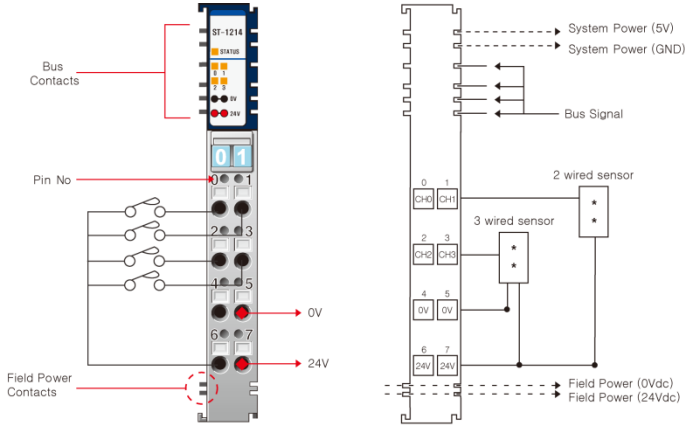 ST-1214
STATUS
0 1
2 3
0V
24V
Bus
Contacts
0 1
Pin No
0 1
2 3
4 5
0V
6 7
24V
Field Power
Contacts
System Power (5V)
System Power (GND)
Bus Signal
2 wired sensor
0 1
CH0 CH1
* *
3 wired sensor
2 3
CH2 CH3
* *
4 5
0V 0V
6 7
24V 24V
Field Power (0Vdc)
Field Power (24Vdc)